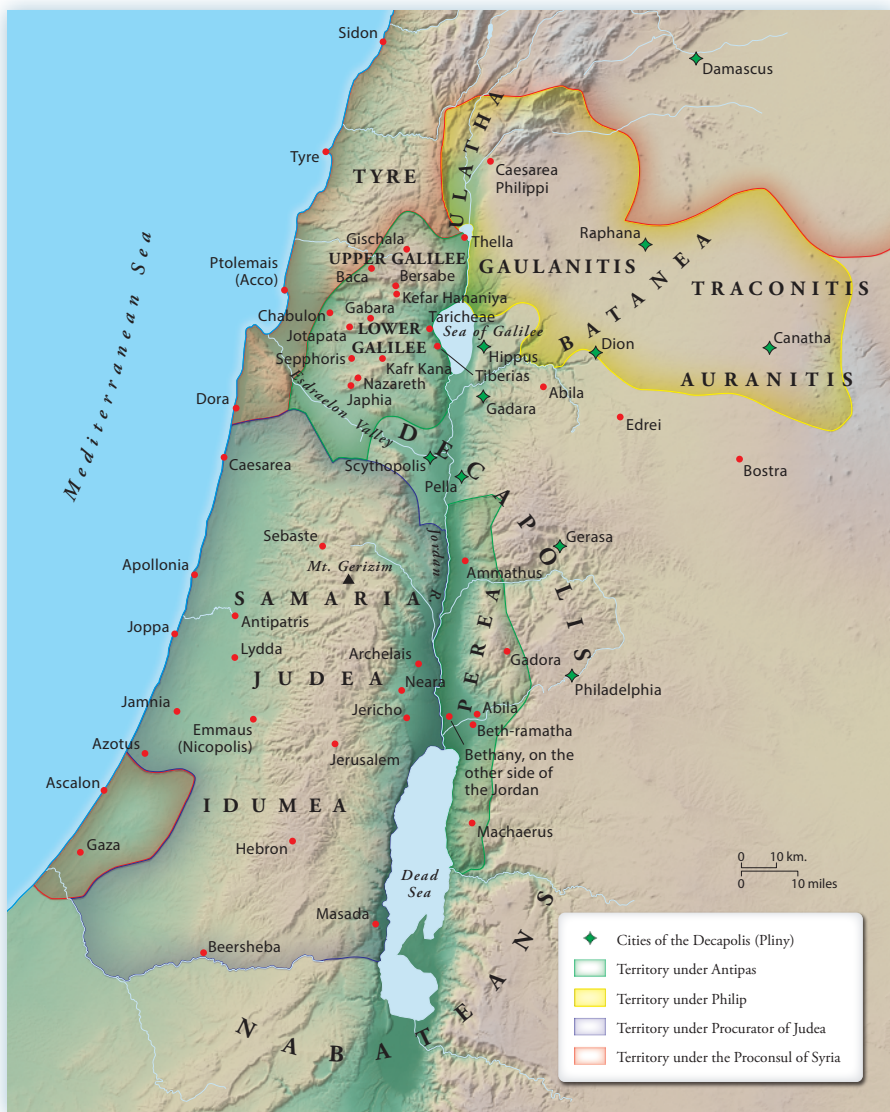 Sidon
Damascus
Tyre
TYRE
ULATHA
Caesarea
Philippi
Mediterranean Sea
Ptolemais
(Acco)
Gischala
UPPER GALILEE
Baca
Bersabe
Kefar Hananiya
Thella
GAULANITIS
Raphana
BATANEA
TRACONITIS
Chabulon
Gabara
Jotapata
LOWER
GALILEE
Taricheae
Sea of Galilee
Sepphoris
Kafr Kana
Nazareth
Japhia
Tiberias
Hippus
Dion
Canatha
AURANITIS
Abila
Gadara
Edrei
Bostra
Dora
Esdraelon Valley
DECAPOLIS
Caesarea
Scythopolis
Pella
Sebaste
Mt. Gerizim
Jordan R.
Gerasa
Apollonia
Ammathus
SAMARIA
Antipatris
PEREA
Joppa
Lydda
Archelais
Gadora
JUDEA
Neara
Philadelphia
Jamnia
Emmaus
(Nicopolis)
Jericho
Abila
Beth-ramatha
Azotus
Jerusalem
Bethany, on the
other side of
the Jordan
Ascalon
IDUMEA
Gaza
Hebron
Machaerus
0 10 km.
0 10 miles
Dead
Sea
Masada
Beersheba
NABATEANS
Cities of the Decapolis (Pliny)
Territory under Antipas
Territory under Philip
Territory under Procurator of Judea
Territory under the Proconsul of Syria